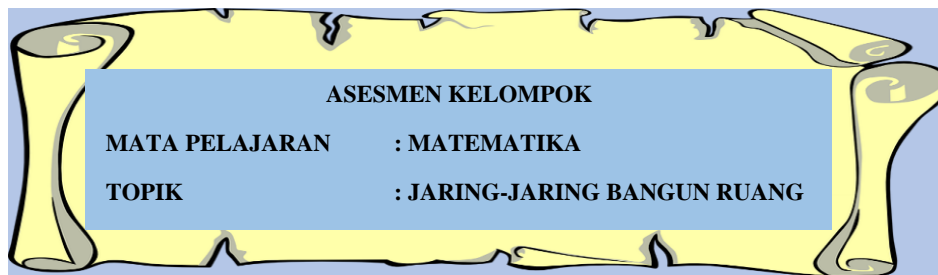 ASESMEN KELOMPOK
MATA PELAJARAN : MATEMATIKA
TOPIK : JARING-JARING BANGUN RUANG